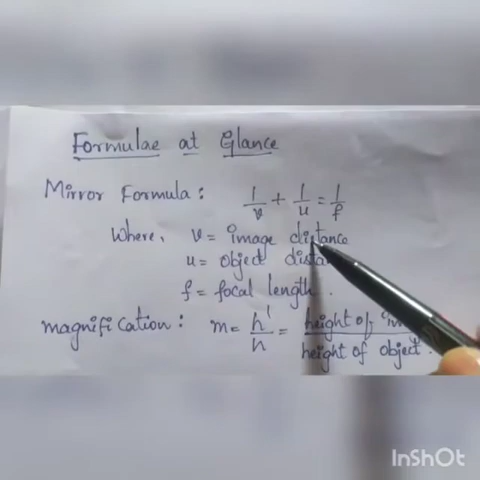 Formulae at Glance
Mirror Formula: 1/v + 1/u = 1/f
Where, v = image distance
u = object
f = focal length.
magnification: m = h'/h = height of / height of object.
InShOt